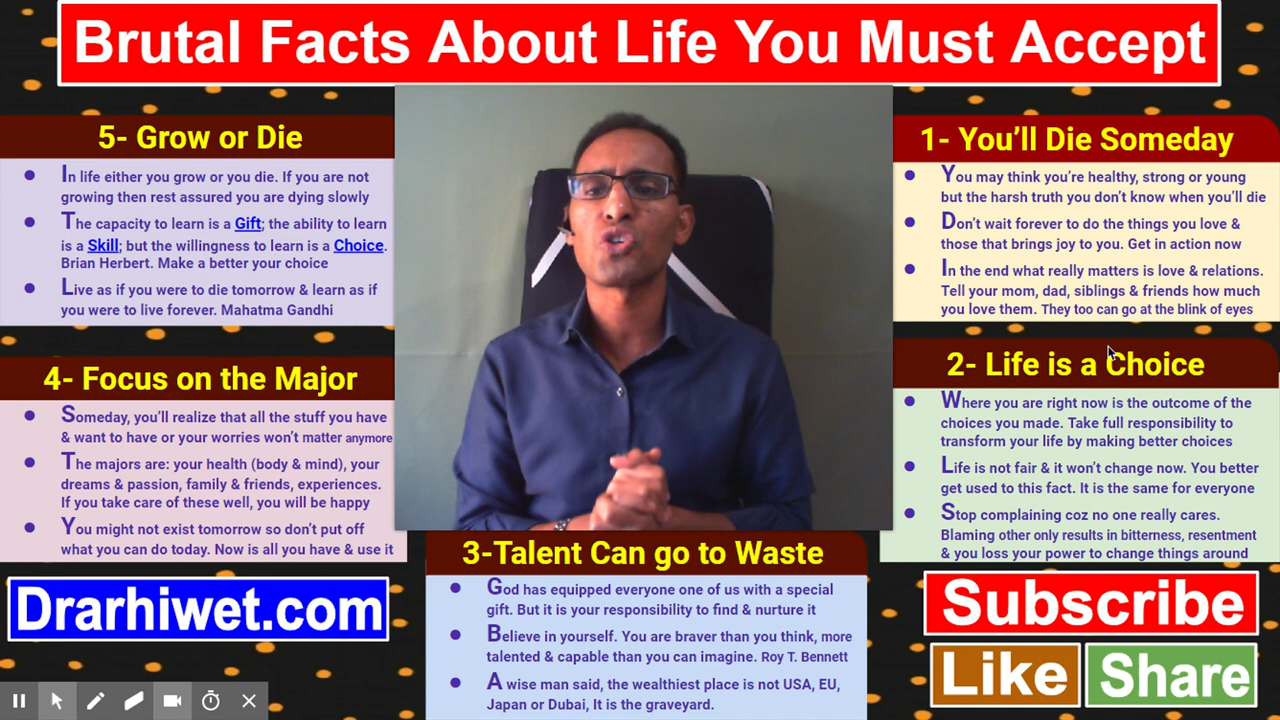 Brutal Facts About Life You Must Accept
1- You'll Die Someday
You may think you're healthy, strong or young
but the harsh truth you don't know when you'll die
Don't wait forever to do the things you love &
those that brings joy to you. Get in action now
In the end what really matters is love & relations.
Tell your mom, dad, siblings & friends how much
you love them. They too can go at the blink of eyes
2- Life is a Choice
Where you are right now is the outcome of the
choices you made. Take full responsibility to
transform your life by making better choices
Life is not fair & it won't change now. You better
get used to this fact. It is the same for everyone
Stop complaining coz no one really cares.
Blaming other only results in bitterness, resentment
& you loss your power to change things around
3-Talent Can go to Waste
God has equipped everyone one of us with a special
gift. But it is your responsibility to find & nurture it
Believe in yourself. You are braver than you think, more
talented & capable than you can imagine. Roy T. Bennett
A wise man said, the wealthiest place is not USA, EU,
Japan or Dubai, It is the graveyard.
4- Focus on the Major
Someday, you'll realize that all the stuff you have
& want to have or your worries won't matter anymore
The majors are: your health (body & mind), your
dreams & passion, family & friends, experiences.
If you take care of these well, you will be happy
You might not exist tomorrow so don't put off
what you can do today. Now is all you have & use it
5- Grow or Die
In life either you grow or you die. If you are not
growing then rest assured you are dying slowly
The capacity to learn is a Gift; the ability to learn
is a Skill; but the willingness to learn is a Choice.
Brian Herbert. Make a better your choice
Live as if you were to die tomorrow & learn as if
you were to live forever. Mahatma Gandhi
Drarhiwet.com
Subscribe
Like
Share